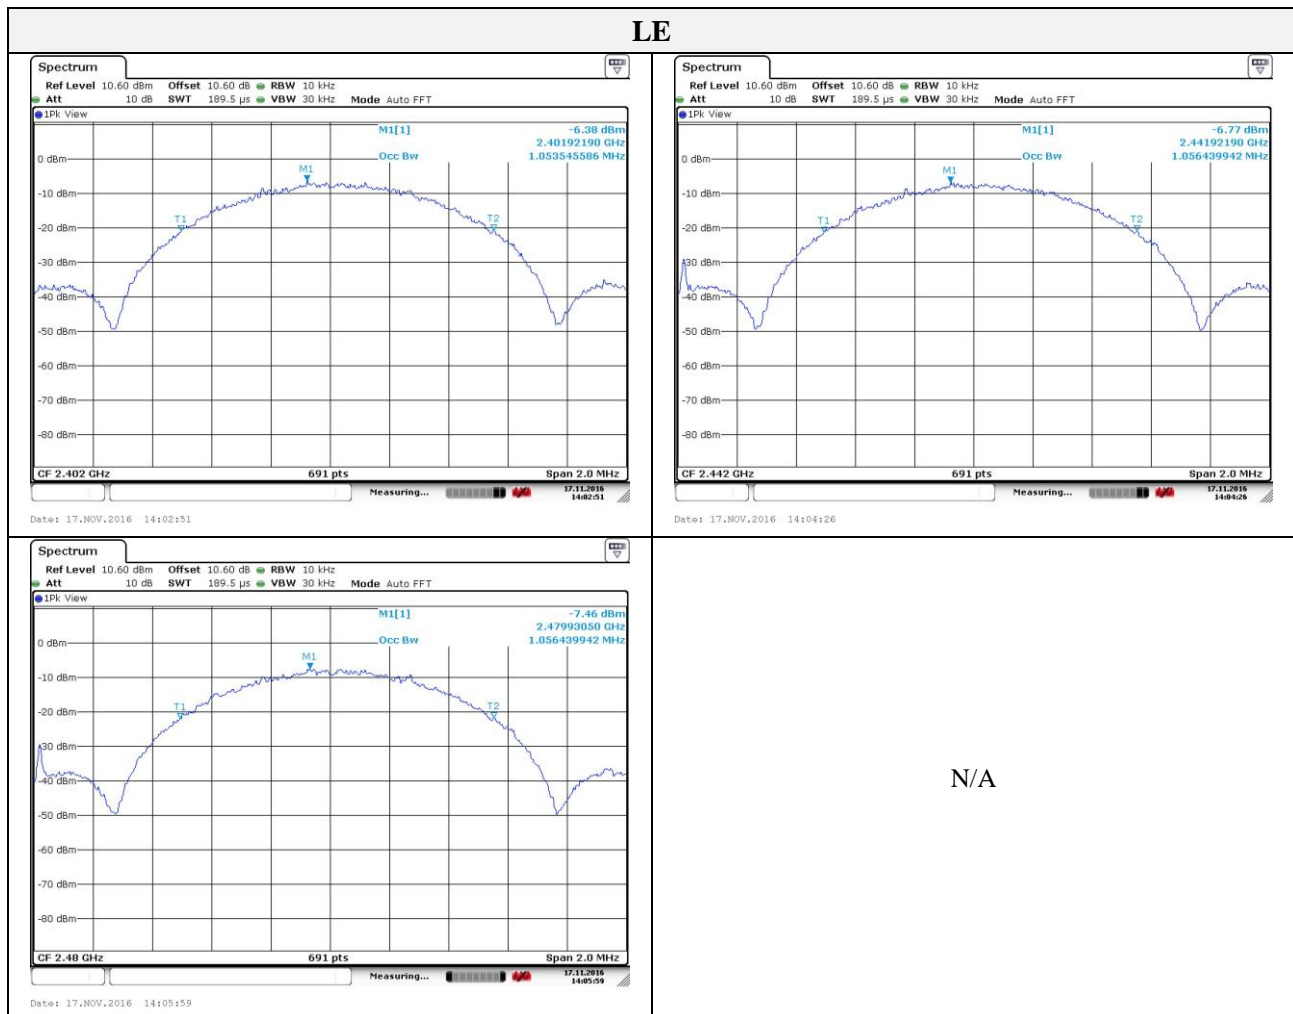 LE
Spectrum
Ref Level 10.60 dBm Offset 10.60 dB RBW 10 kHz
Att 10 dB SWT 189.5 µs VBW 30 kHz Mode Auto FFT
1Pk View
M1[1] -6.38 dBm
2.40192190 GHz
0 dBm Occ Bw 1.053545586 MHz
M1
-10 dBm
T1 T2
-20 dBm
-30 dBm
-40 dBm
-50 dBm
-60 dBm
-70 dBm
-80 dBm
CF 2.402 GHz 691 pts Span 2.0 MHz
Measuring... 17.11.2016
14:02:51
Date: 17.NOV.2016 14:02:51
Spectrum
Ref Level 10.60 dBm Offset 10.60 dB RBW 10 kHz
Att 10 dB SWT 189.5 µs VBW 30 kHz Mode Auto FFT
1Pk View
M1[1] -6.77 dBm
2.44192190 GHz
0 dBm Occ Bw 1.056439942 MHz
M1
-10 dBm
T1 T2
-20 dBm
-30 dBm
-40 dBm
-50 dBm
-60 dBm
-70 dBm
-80 dBm
CF 2.442 GHz 691 pts Span 2.0 MHz
Measuring... 17.11.2016
14:04:26
Date: 17.NOV.2016 14:04:26
Spectrum
Ref Level 10.60 dBm Offset 10.60 dB RBW 10 kHz
Att 10 dB SWT 189.5 µs VBW 30 kHz Mode Auto FFT
1Pk View
M1[1] -7.46 dBm
2.47993050 GHz
0 dBm Occ Bw 1.056439942 MHz
M1
-10 dBm
T1 T2
-20 dBm
-30 dBm
-40 dBm
-50 dBm
-60 dBm
-70 dBm
-80 dBm
CF 2.48 GHz 691 pts Span 2.0 MHz
Measuring... 17.11.2016
14:05:59
Date: 17.NOV.2016 14:05:59
N/A